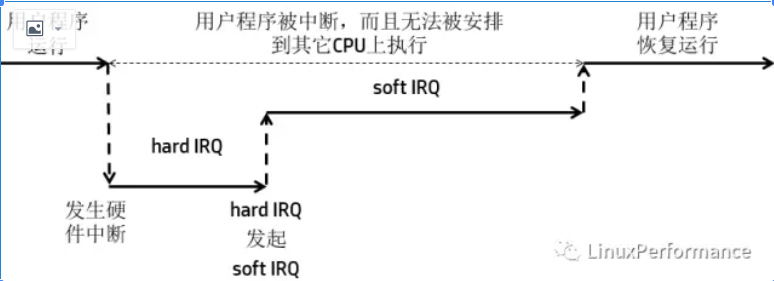 用户程序
运行
用户程序被中断，而且无法被安排
到其它CPU上执行
用户程序
恢复运行
soft IRQ
hard IRQ
发生硬
件中断
hard IRQ
发起
soft IRQ
LinuxPerformance